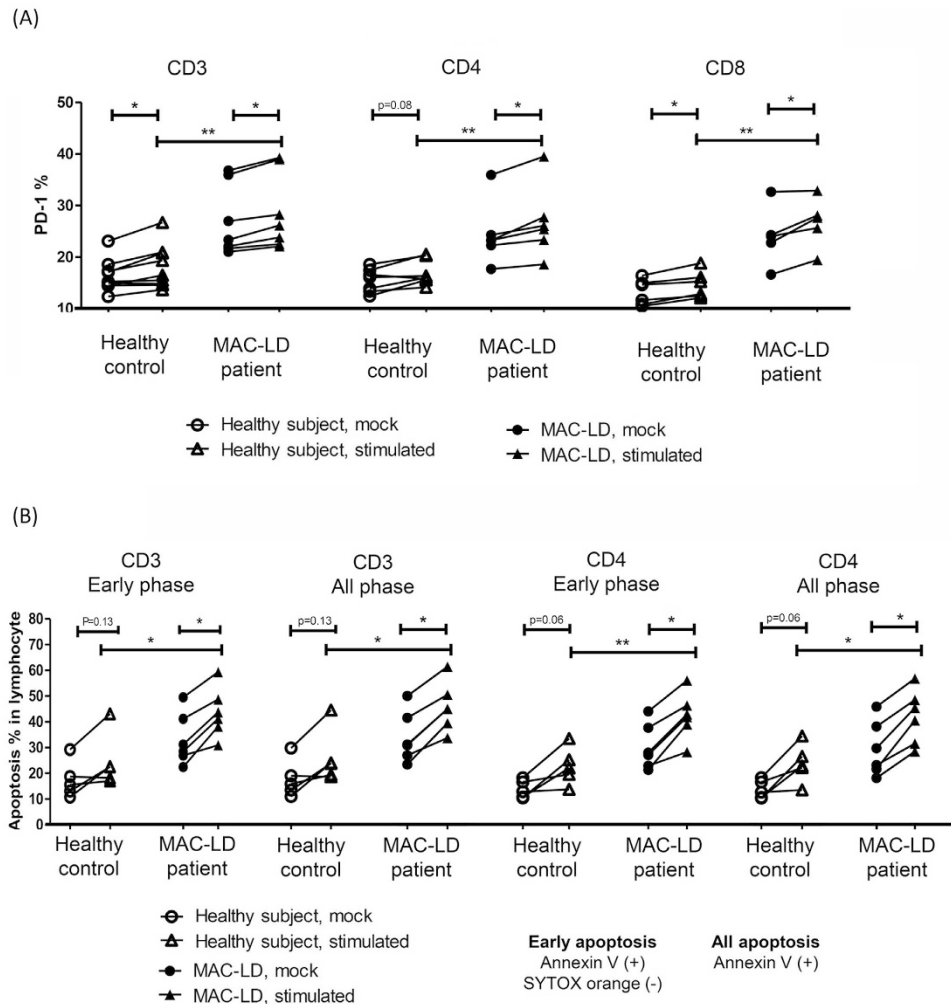 (A)
CD3 CD4 CD8
* * p=0.08 * * *
** ** **
PD-1 %
50
40
30
20
10
Healthy control MAC-LD patient Healthy control MAC-LD patient Healthy control MAC-LD patient
Healthy subject, mock MAC-LD, mock
Healthy subject, stimulated MAC-LD, stimulated
(B)
CD3 CD3 CD4 CD4
Early phase All phase Early phase All phase
P=0.13 * p=0.13 * p=0.06 * p=0.06 *
* * ** *
Apoptosis % in lymphocyte
80
70
60
50
40
30
20
10
0
Healthy control MAC-LD patient Healthy control MAC-LD patient Healthy control MAC-LD patient Healthy control MAC-LD patient
Healthy subject, mock
Healthy subject, stimulated
MAC-LD, mock
MAC-LD, stimulated
Early apoptosis All apoptosis
Annexin V (+) Annexin V (+)
SYTOX orange (-)